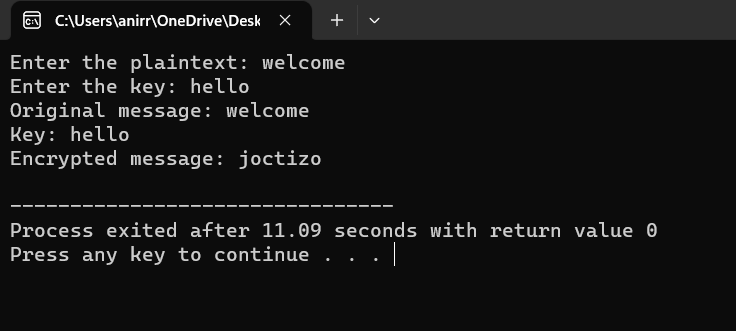 C:\Users\anirr\OneDrive\Desk
Enter the plaintext: welcome
Enter the key: hello
Original message: welcome
Key: hello
Encrypted message: joctizo
--------------------------------
Process exited after 11.09 seconds with return value 0
Press any key to continue . . .